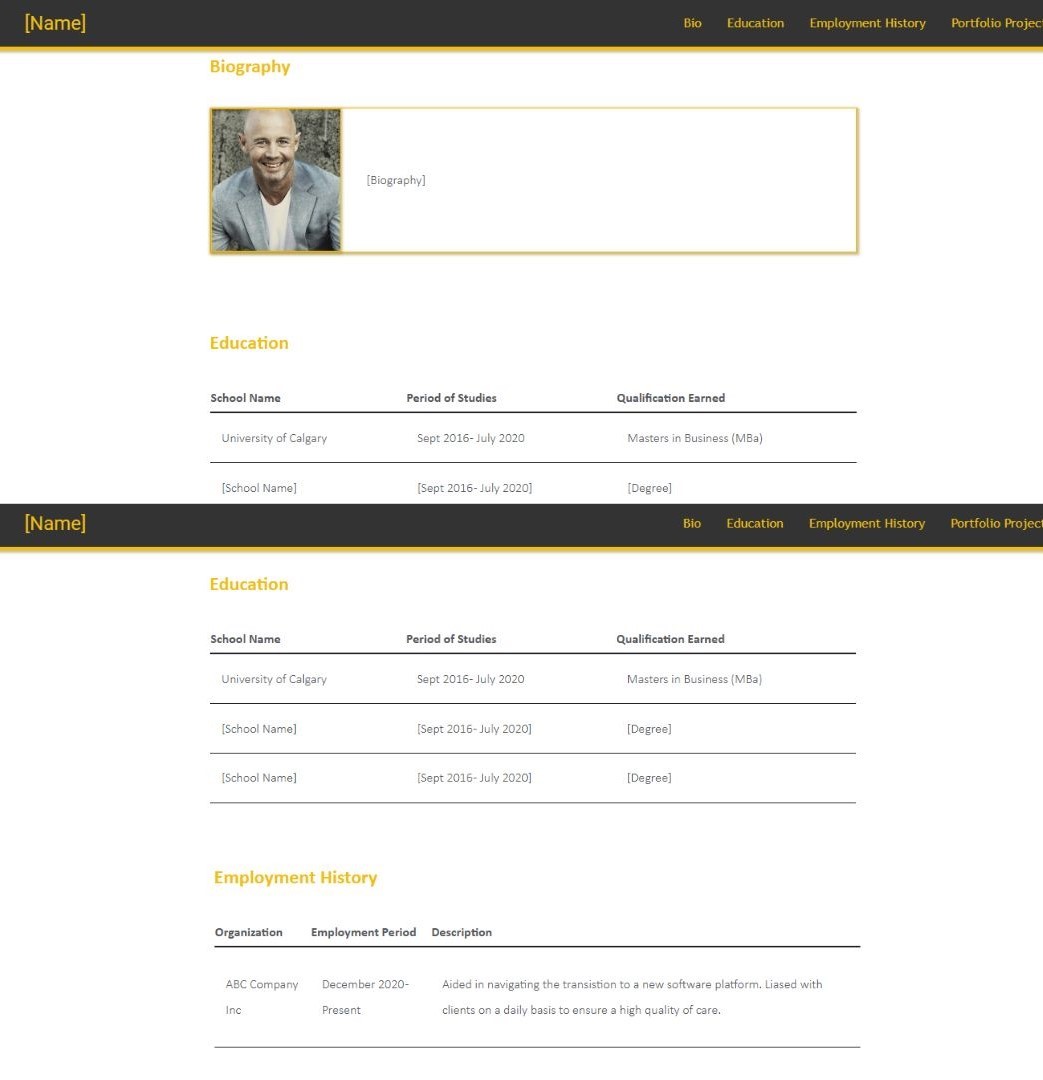 [Name] Bio Education Employment History Portfolio Projec
Biography
[Biography]
Education
School Name Period of Studies Qualification Earned
University of Calgary Sept 2016- July 2020 Masters in Business (MBa)
[School Name] [Sept 2016- July 2020] [Degree]
[Name] Bio Education Employment History Portfolio Projec
Education
School Name Period of Studies Qualification Earned
University of Calgary Sept 2016- July 2020 Masters in Business (MBa)
[School Name] [Sept 2016- July 2020] [Degree]
[School Name] [Sept 2016- July 2020] [Degree]
Employment History
Organization Employment Period Description
ABC Company December 2020- Aided in navigating the transistion to a new software platform. Liased with
Inc Present clients on a daily basis to ensure a high quality of care.